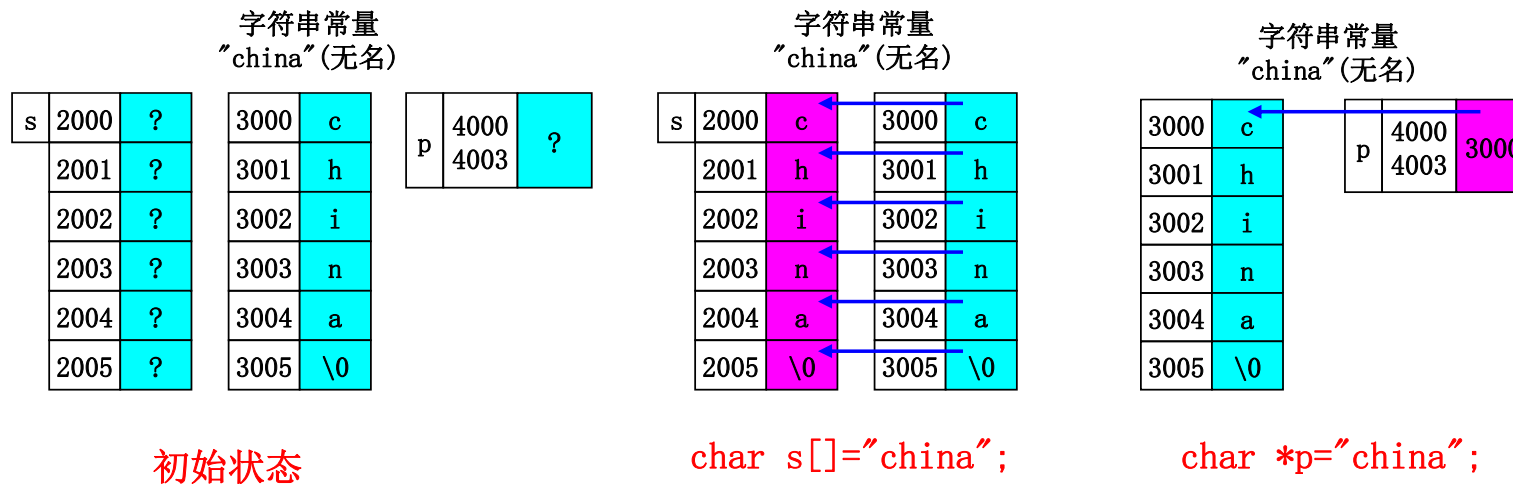 字符串常量
"china"(无名)
s 2000 ? 3000 c p 4000 4003 ?
2001 ? 3001 h
2002 ? 3002 i
2003 ? 3003 n
2004 ? 3004 a
2005 ? 3005 \0
初始状态
字符串常量
"china"(无名)
s 2000 c 3000 c
2001 h 3001 h
2002 i 3002 i
2003 n 3003 n
2004 a 3004 a
2005 \0 3005 \0
char s[]="china";
字符串常量
"china"(无名)
3000 c p 4000 4003 3000
3001 h
3002 i
3003 n
3004 a
3005 \0
char *p="china";